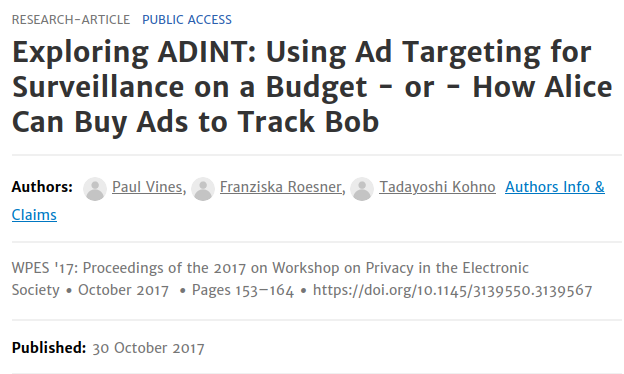 RESEARCH-ARTICLE PUBLIC ACCESS
Exploring ADINT: Using Ad Targeting for
Surveillance on a Budget - or - How Alice
Can Buy Ads to Track Bob
Authors: Paul Vines, Franziska Roesner, Tadayoshi Kohno Authors Info &
Claims
WPES '17: Proceedings of the 2017 on Workshop on Privacy in the Electronic
Society • October 2017 • Pages 153–164 • https://doi.org/10.1145/3139550.3139567
Published: 30 October 2017